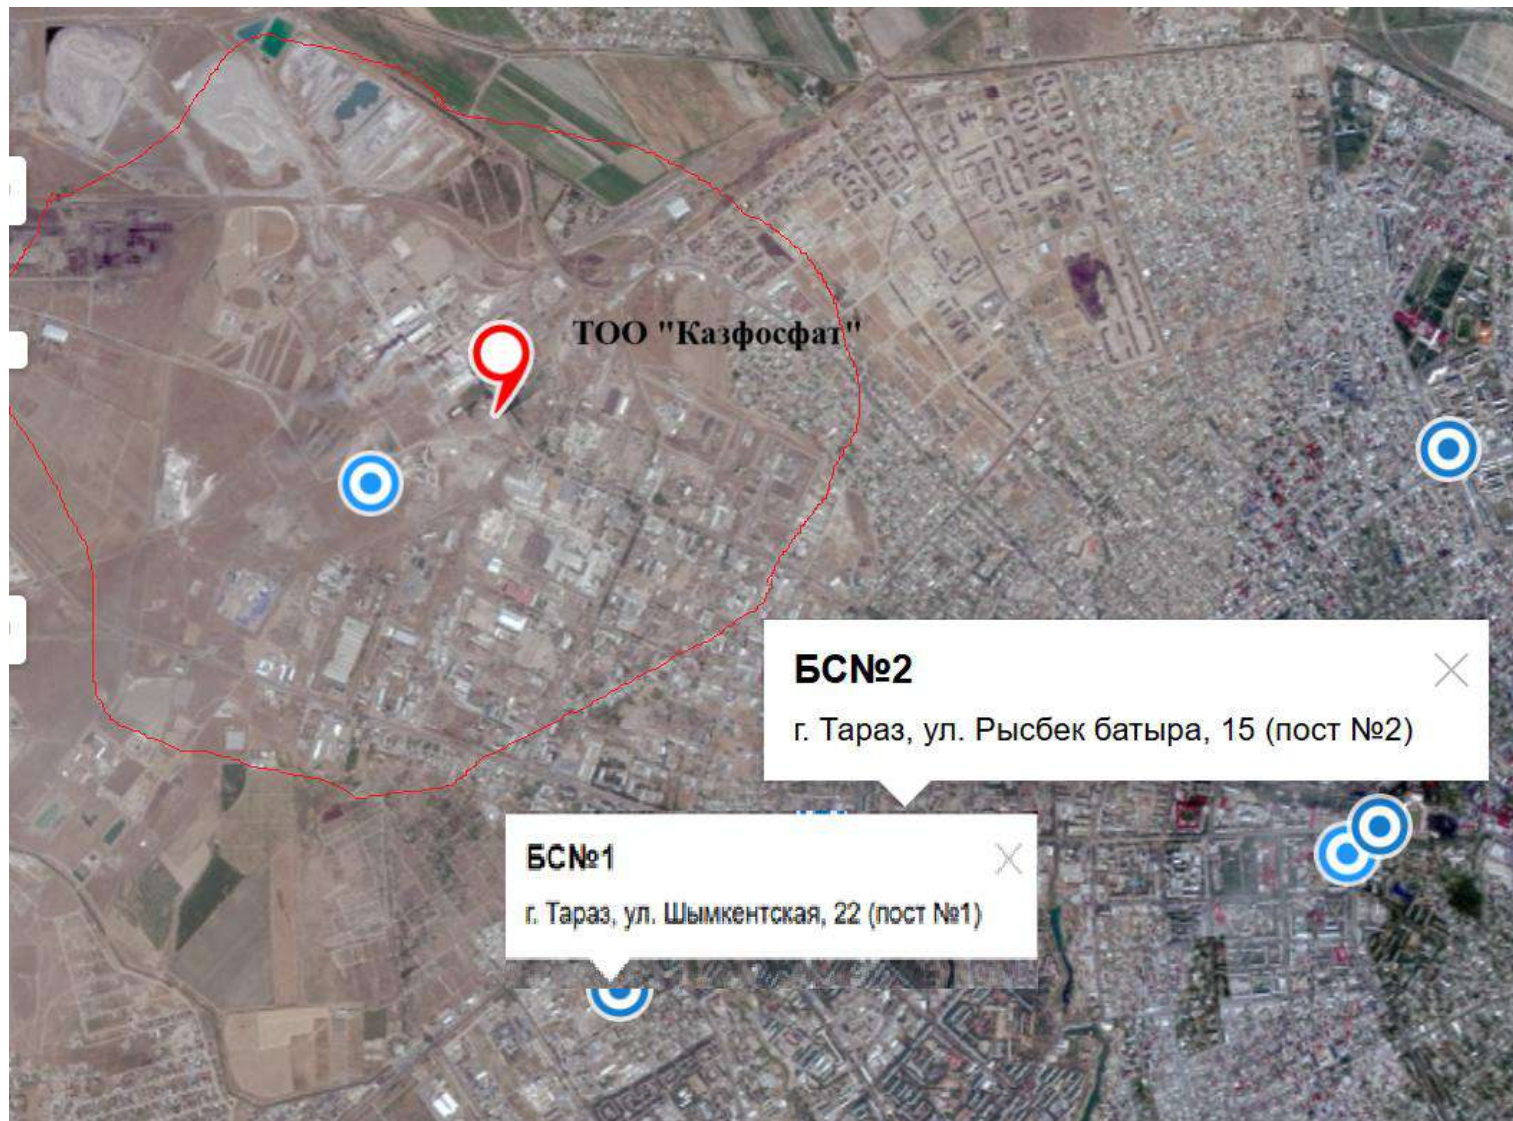 ТОО "Казфосфат"
БС№2
г. Тараз, ул. Рысбек батыра, 15 (пост №2)
БС№1
г. Тараз, ул. Шымкентская, 22 (пост №1)